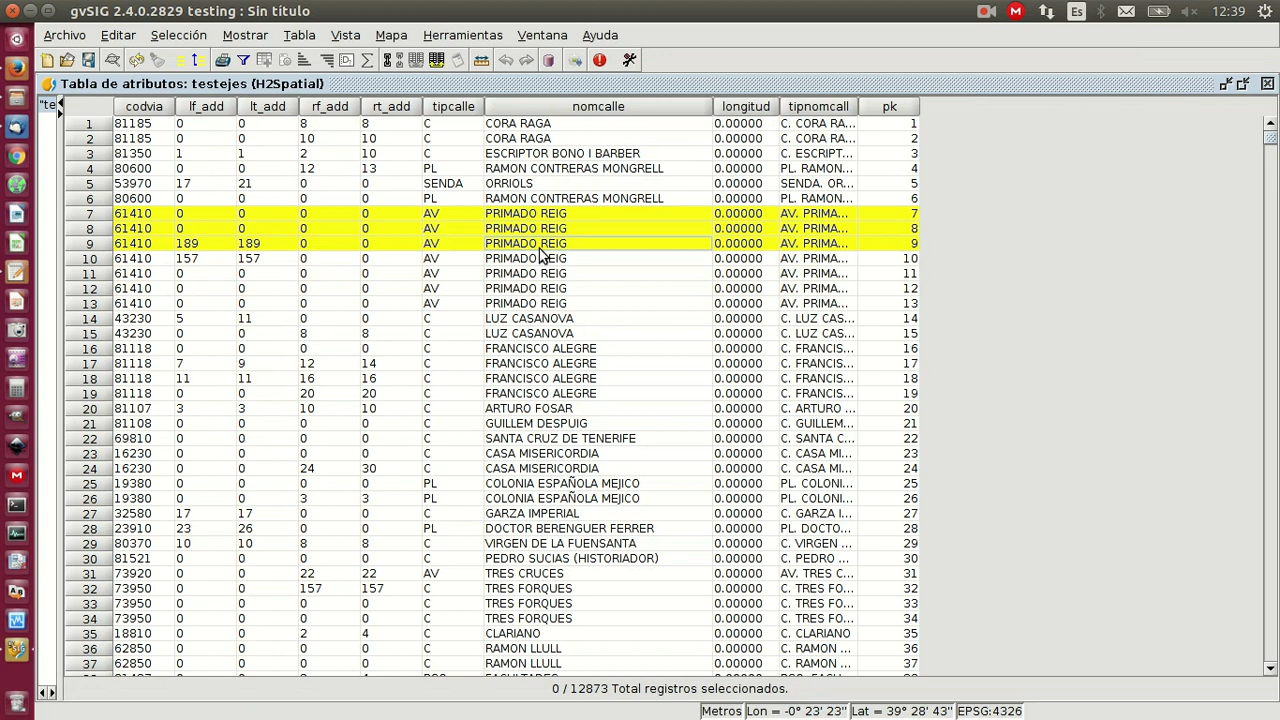 gvSIG 2.4.0.2829 testing : Sin título
Es 12:39
Archivo Editar Selección Mostrar Tabla Vista Mapa Herramientas Ventana Ayuda
Tabla de atributos: testejes (H2Spatial)
"te
codvia lf_add lt_add rf_add rt_add tipcalle nomcalle longitud tipnomcall pk
1 81185 0 0 8 8 C CORA RAGA 0.00000 C. CORA RA... 1
2 81185 0 0 10 10 C CORA RAGA 0.00000 C. CORA RA... 2
3 81350 1 1 2 10 C ESCRIPTOR BONO I BARBER 0.00000 C. ESCRIPT... 3
4 80600 0 0 12 13 PL RAMON CONTRERAS MONGRELL 0.00000 PL. RAMON... 4
5 53970 17 21 0 0 SENDA ORRIOLS 0.00000 SENDA. OR... 5
6 80600 0 0 0 0 PL RAMON CONTRERAS MONGRELL 0.00000 PL. RAMON... 6
7 61410 0 0 0 0 AV PRIMADO REIG 0.00000 AV. PRIMA... 7
8 61410 0 0 0 0 AV PRIMADO REIG 0.00000 AV. PRIMA... 8
9 61410 189 189 0 0 AV PRIMADO REIG 0.00000 AV. PRIMA... 9
10 61410 157 157 0 0 AV PRIMADO REIG 0.00000 AV. PRIMA... 10
11 61410 0 0 0 0 AV PRIMADO REIG 0.00000 AV. PRIMA... 11
12 61410 0 0 0 0 AV PRIMADO REIG 0.00000 AV. PRIMA... 12
13 61410 0 0 0 0 AV PRIMADO REIG 0.00000 AV. PRIMA... 13
14 43230 5 11 0 0 C LUZ CASANOVA 0.00000 C. LUZ CAS... 14
15 43230 0 0 8 8 C LUZ CASANOVA 0.00000 C. LUZ CAS... 15
16 81118 0 0 0 0 C FRANCISCO ALEGRE 0.00000 C. FRANCIS... 16
17 81118 7 9 12 14 C FRANCISCO ALEGRE 0.00000 C. FRANCIS... 17
18 81118 11 11 16 16 C FRANCISCO ALEGRE 0.00000 C. FRANCIS... 18
19 81118 0 0 20 20 C FRANCISCO ALEGRE 0.00000 C. FRANCIS... 19
20 81107 3 3 10 10 C ARTURO FOSAR 0.00000 C. ARTURO ... 20
21 81108 0 0 0 0 C GUILLEM DESPUIG 0.00000 C. GUILLEM... 21
22 69810 0 0 0 0 C SANTA CRUZ DE TENERIFE 0.00000 C. SANTA C... 22
23 16230 0 0 0 0 C CASA MISERICORDIA 0.00000 C. CASA MI... 23
24 16230 0 0 24 30 C CASA MISERICORDIA 0.00000 C. CASA MI... 24
25 19380 0 0 0 0 PL COLONIA ESPAÑOLA MEJICO 0.00000 PL. COLONI... 25
26 19380 0 0 3 3 PL COLONIA ESPAÑOLA MEJICO 0.00000 PL. COLONI... 26
27 32580 17 17 0 0 C GARZA IMPERIAL 0.00000 C. GARZA I... 27
28 23910 23 26 0 0 PL DOCTOR BERENGUER FERRER 0.00000 PL. DOCTO... 28
29 80370 10 10 8 8 C VIRGEN DE LA FUENSANTA 0.00000 C. VIRGEN ... 29
30 81521 0 0 0 0 C PEDRO SUCIAS (HISTORIADOR) 0.00000 C. PEDRO ... 30
31 73920 0 0 22 22 AV TRES CRUCES 0.00000 AV. TRES C... 31
32 73950 0 0 157 157 C TRES FORQUES 0.00000 C. TRES FO... 32
33 73950 0 0 0 0 C TRES FORQUES 0.00000 C. TRES FO... 33
34 73950 0 0 0 0 C TRES FORQUES 0.00000 C. TRES FO... 34
35 18810 0 0 2 4 C CLARIANO 0.00000 C. CLARIANO 35
36 62850 0 0 0 0 C RAMON LLULL 0.00000 C. RAMON ... 36
37 62850 0 0 0 0 C RAMON LLULL 0.00000 C. RAMON ... 37
0 / 12873 Total registros seleccionados.
Metros Lon = -0° 23' 23" Lat = 39° 28' 43" EPSG:4326